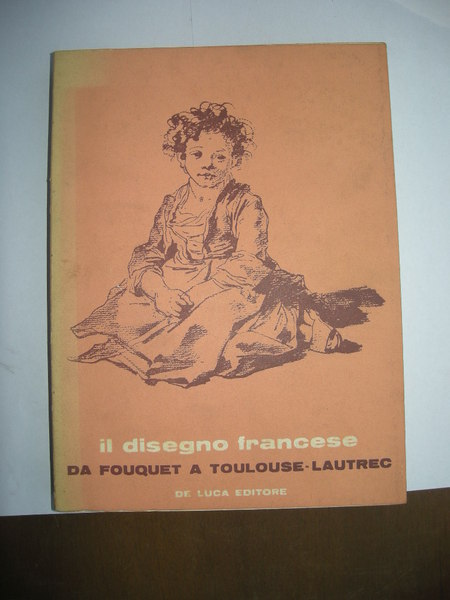 il disegno francese
DA FOUQUET A TOULOUSE-LAUTREC
DE LUCA EDITORE